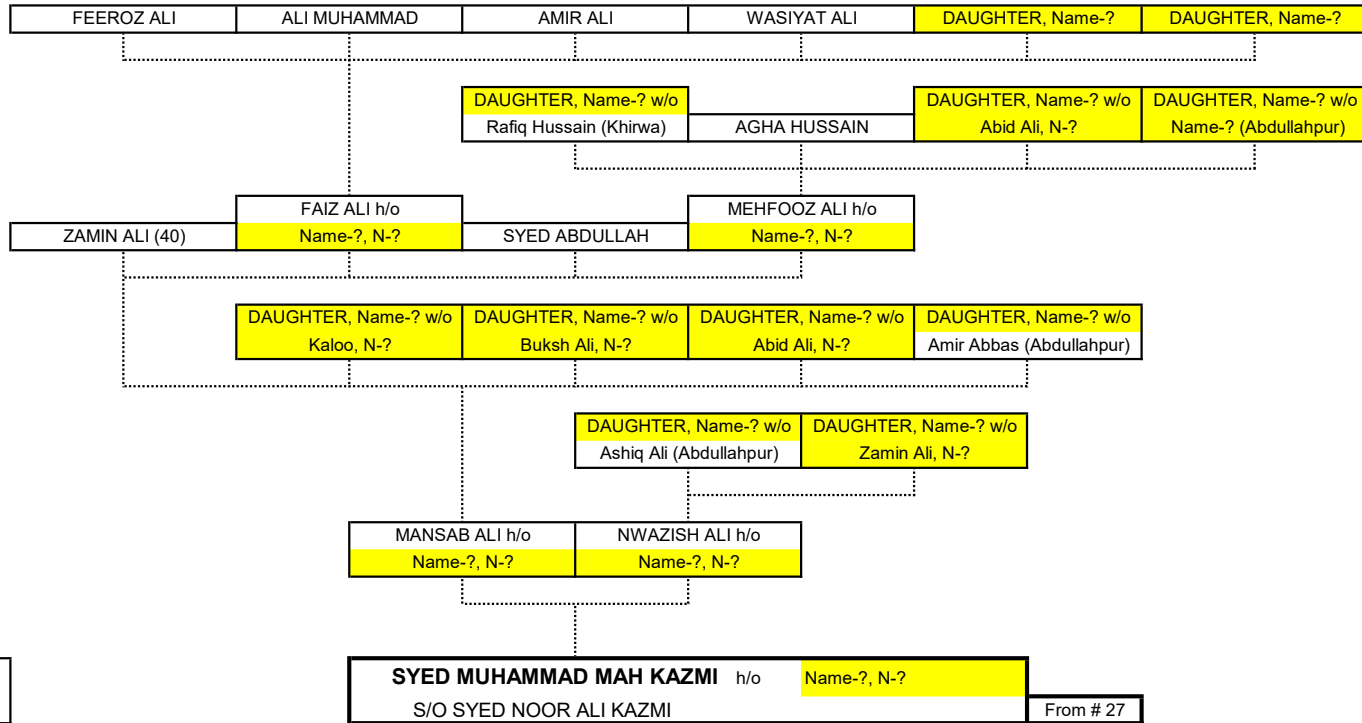 FEEROZ ALI
ALI MUHAMMAD
AMIR ALI
WASIYAT ALI
DAUGHTER, Name-?
DAUGHTER, Name-?
DAUGHTER, Name-? w/o
Rafiq Hussain (Khirwa)
AGHA HUSSAIN
DAUGHTER, Name-? w/o
Abid Ali, N-?
DAUGHTER, Name-? w/o
Name-? (Abdullahpur)
ZAMIN ALI (40)
FAIZ ALI h/o
Name-?, N-?
SYED ABDULLAH
MEHFOOZ ALI h/o
Name-?, N-?
DAUGHTER, Name-? w/o
Kaloo, N-?
DAUGHTER, Name-? w/o
Buksh Ali, N-?
DAUGHTER, Name-? w/o
Abid Ali, N-?
DAUGHTER, Name-? w/o
Amir Abbas (Abdullahpur)
DAUGHTER, Name-? w/o
Ashiq Ali (Abdullahpur)
DAUGHTER, Name-? w/o
Zamin Ali, N-?
MANSAB ALI h/o
Name-?, N-?
NWAZISH ALI h/o
Name-?, N-?
SYED MUHAMMAD MAH KAZMI h/o Name-?, N-?
S/O SYED NOOR ALI KAZMI
From # 27